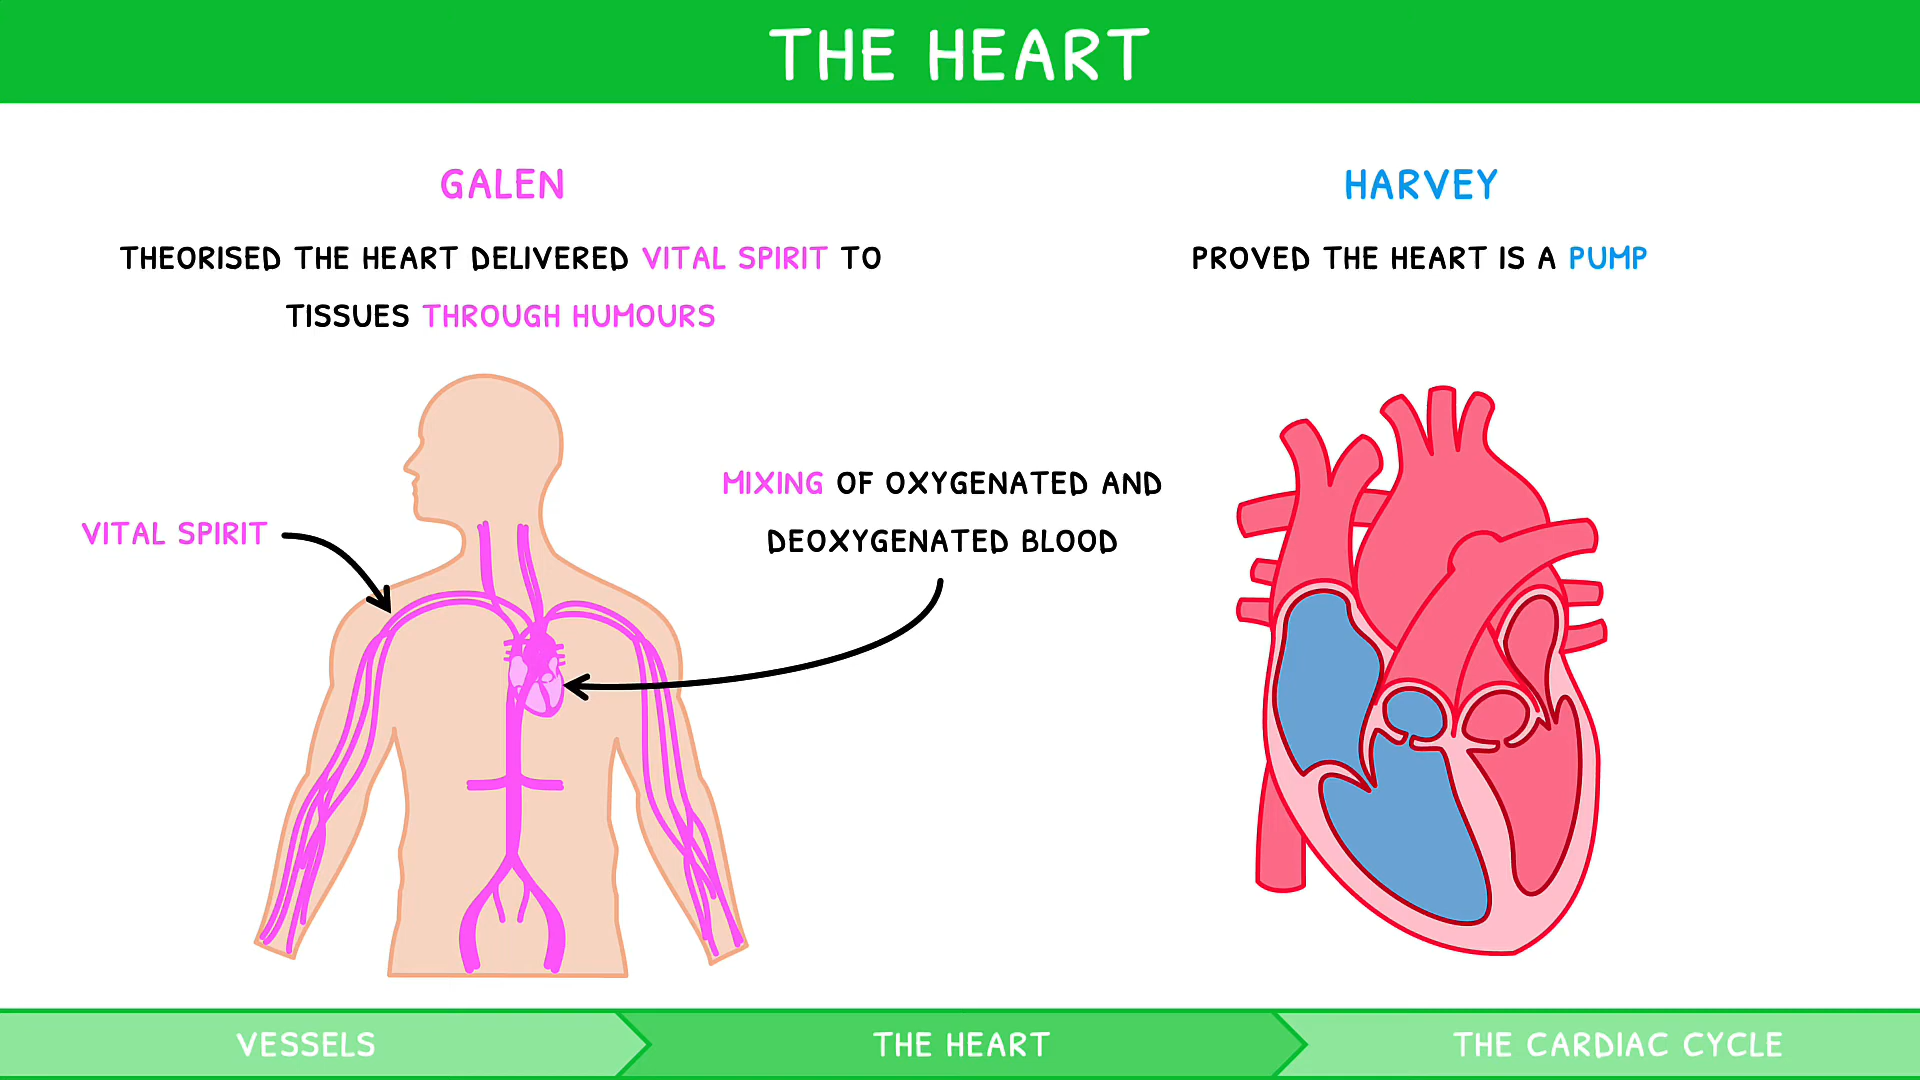 THE HEART
GALEN
THEORISED THE HEART DELIVERED VITAL SPIRIT TO
TISSUES THROUGH HUMOURS
HARVEY
PROVED THE HEART IS A PUMP
MIXING OF OXYGENATED AND
DEOXYGENATED BLOOD
VITAL SPIRIT
VESSELS
THE HEART
THE CARDIAC CYCLE